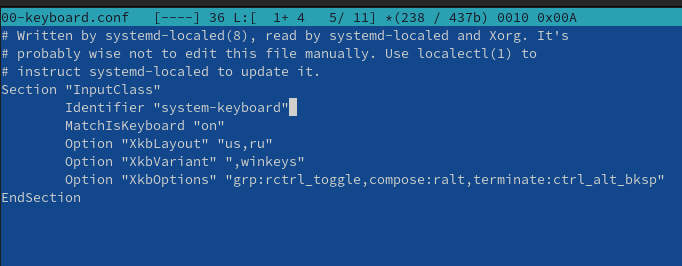 00-keyboard.conf   [----] 36 L:[  1+ 4   5/ 11] *(238 / 437b) 0010 0x00A
# Written by systemd-localed(8), read by systemd-localed and Xorg. It's
# probably wise not to edit this file manually. Use localectl(1) to
# instruct systemd-localed to update it.
Section "InputClass"
        Identifier "system-keyboard"
        MatchIsKeyboard "on"
        Option "XkbLayout" "us,ru"
        Option "XkbVariant" ",winkeys"
        Option "XkbOptions" "grp:rctrl_toggle,compose:ralt,terminate:ctrl_alt_bksp"
EndSection